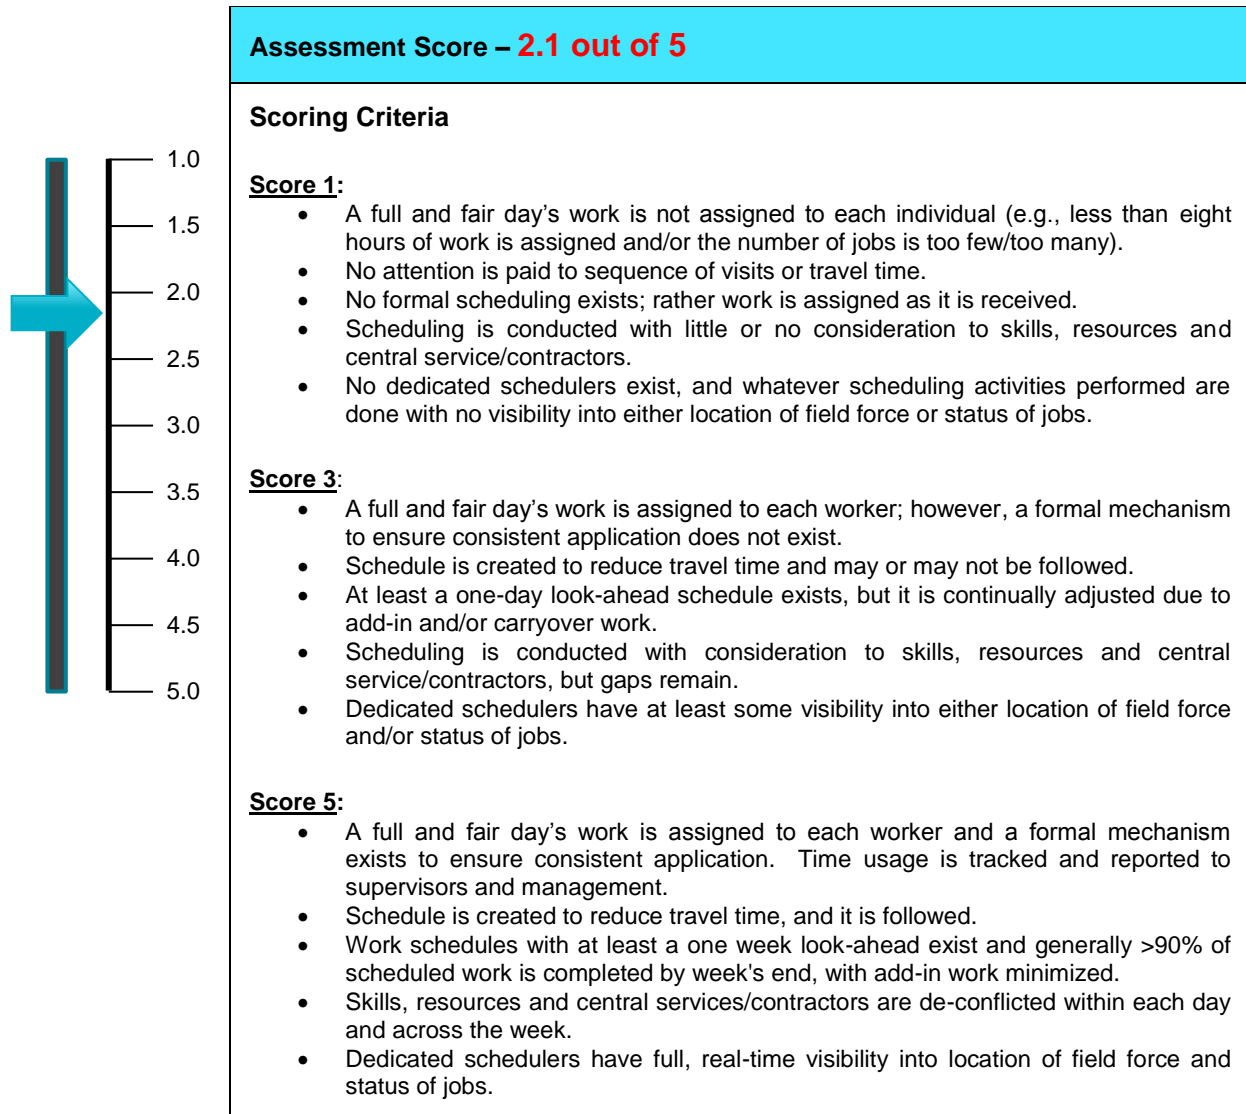 Assessment Score – 2.1 out of 5
Scoring Criteria
1.0
1.5
2.0
2.5
3.0
3.5
4.0
4.5
5.0
Score 1:
• A full and fair day’s work is not assigned to each individual (e.g., less than eight
hours of work is assigned and/or the number of jobs is too few/too many).
• No attention is paid to sequence of visits or travel time.
• No formal scheduling exists; rather work is assigned as it is received.
• Scheduling is conducted with little or no consideration to skills, resources and
central service/contractors.
• No dedicated schedulers exist, and whatever scheduling activities performed are
done with no visibility into either location of field force or status of jobs.
Score 3:
• A full and fair day’s work is assigned to each worker; however, a formal mechanism
to ensure consistent application does not exist.
• Schedule is created to reduce travel time and may or may not be followed.
• At least a one-day look-ahead schedule exists, but it is continually adjusted due to
add-in and/or carryover work.
• Scheduling is conducted with consideration to skills, resources and central
service/contractors, but gaps remain.
• Dedicated schedulers have at least some visibility into either location of field force
and/or status of jobs.
Score 5:
• A full and fair day’s work is assigned to each worker and a formal mechanism
exists to ensure consistent application. Time usage is tracked and reported to
supervisors and management.
• Schedule is created to reduce travel time, and it is followed.
• Work schedules with at least a one week look-ahead exist and generally >90% of
scheduled work is completed by week's end, with add-in work minimized.
• Skills, resources and central services/contractors are de-conflicted within each day
and across the week.
• Dedicated schedulers have full, real-time visibility into location of field force and
status of jobs.